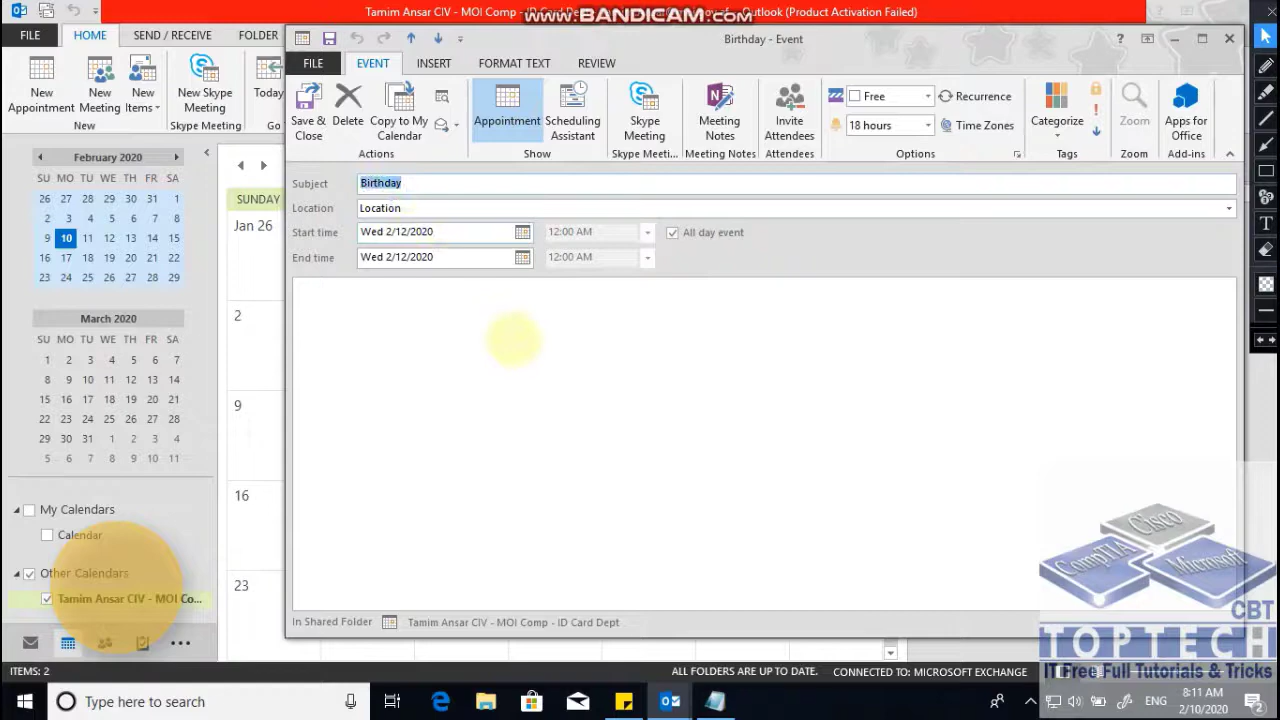 Tamim Ansar CIV - MOI Comp - ID Card Dep
Outlook (Product Activation Failed)
www.BANDICAM.com
Birthday - Event
FILE HOME SEND / RECEIVE FOLDER
FILE EVENT INSERT FORMAT TEXT REVIEW
New Appointment
New Meeting
New Items
New Skype Meeting
Today
New
Skype Meeting
Go
Save & Close
Delete
Copy to My Calendar
Actions
Appointment
Scheduling Assistant
Show
Skype Meeting
Skype Meeti...
Meeting Notes
Meeting Notes
Invite Attendees
Attendees
Free
Recurrence
18 hours
Time Zones
Options
Categorize
Tags
Zoom
Zoom
Apps for Office
Add-ins
Subject Birthday
Location Location
Start time Wed 2/12/2020 12:00 AM All day event
End time Wed 2/12/2020 12:00 AM
February 2020
SU MO TU WE TH FR SA
26 27 28 29 30 31 1
2 3 4 5 6 7 8
9 10 11 12 13 14 15
16 17 18 19 20 21 22
23 24 25 26 27 28 29
March 2020
SU MO TU WE TH FR SA
1 2 3 4 5 6 7
8 9 10 11 12 13 14
15 16 17 18 19 20 21
22 23 24 25 26 27 28
29 30 31 1 2 3 4
5 6 7 8 9 10 11
SUNDAY
Jan 26
2
9
16
23
My Calendars
Calendar
Other Calendars
Tamim Ansar CIV - MOI Co...
In Shared Folder Tamim Ansar CIV - MOI Comp - ID Card Dept
CompTIA
Cisco
Microsoft
CBT
TOPTECH
IT Free Full Tutorials & Tricks
ITEMS: 2
ALL FOLDERS ARE UP TO DATE. CONNECTED TO: MICROSOFT EXCHANGE
Type here to search
ENG
8:11 AM
2/10/2020
2